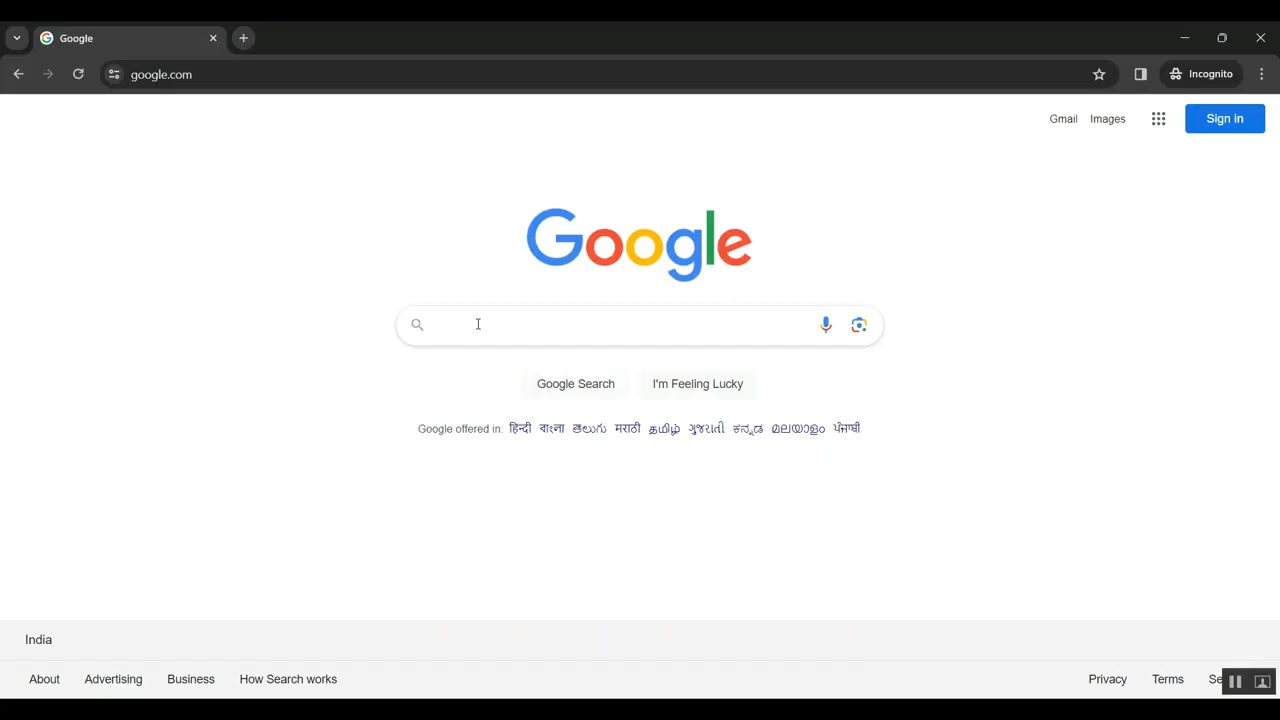 Google
google.com
Incognito
Gmail Images Sign in
Google
Google Search I'm Feeling Lucky
Google offered in: हिन्दी বাংলা తెలుగు मराठी தமிழ் ગુજરાતી ಕನ್ನಡ മലയാളം ਪੰਜਾਬੀ
India
About Advertising Business How Search works Privacy Terms Se